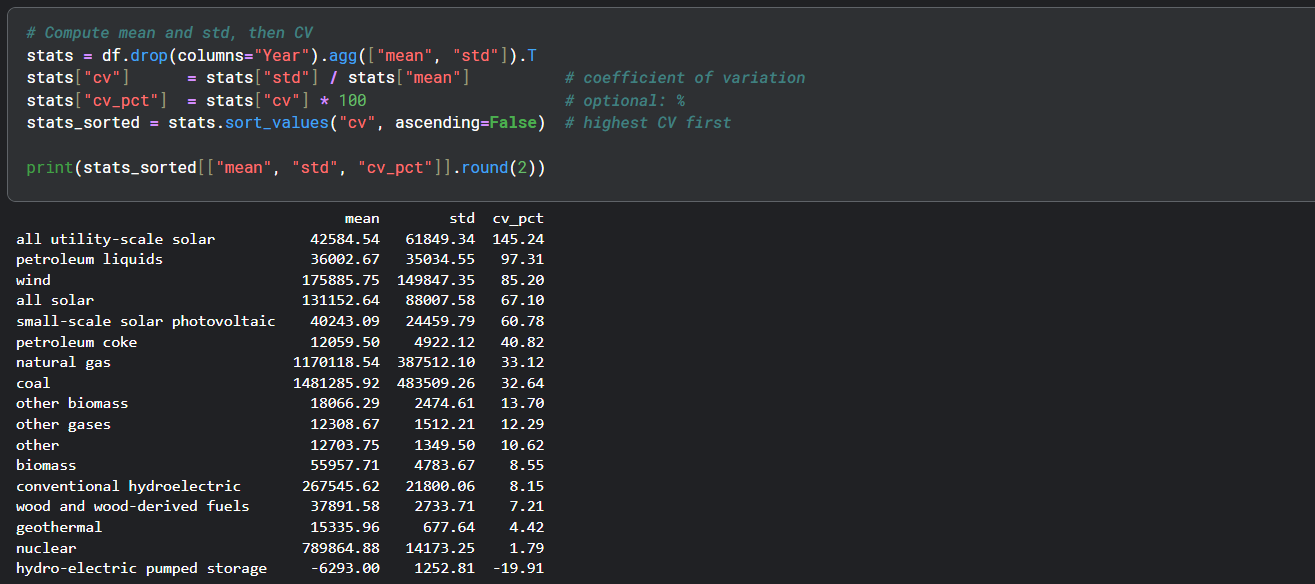 # Compute mean and std, then CV
stats = df.drop(columns="Year").agg(["mean", "std"]).T
stats["cv"]      = stats["std"] / stats["mean"]          # coefficient of variation
stats["cv_pct"]  = stats["cv"] * 100                     # optional: %
stats_sorted = stats.sort_values("cv", ascending=False)  # highest CV first
print(stats_sorted[["mean", "std", "cv_pct"]].round(2))
mean std cv_pct
all utility-scale solar 42584.54 61849.34 145.24
petroleum liquids 36002.67 35034.55 97.31
wind 175885.75 149847.35 85.20
all solar 131152.64 88007.58 67.10
small-scale solar photovoltaic 40243.09 24459.79 60.78
petroleum coke 12059.50 4922.12 40.82
natural gas 1170118.54 387512.10 33.12
coal 1481285.92 483509.26 32.64
other biomass 18066.29 2474.61 13.70
other gases 12308.67 1512.21 12.29
other 12703.75 1349.50 10.62
biomass 55957.71 4783.67 8.55
conventional hydroelectric 267545.62 21800.06 8.15
wood and wood-derived fuels 37891.58 2733.71 7.21
geothermal 15335.96 677.64 4.42
nuclear 789864.88 14173.25 1.79
hydro-electric pumped storage -6293.00 1252.81 -19.91